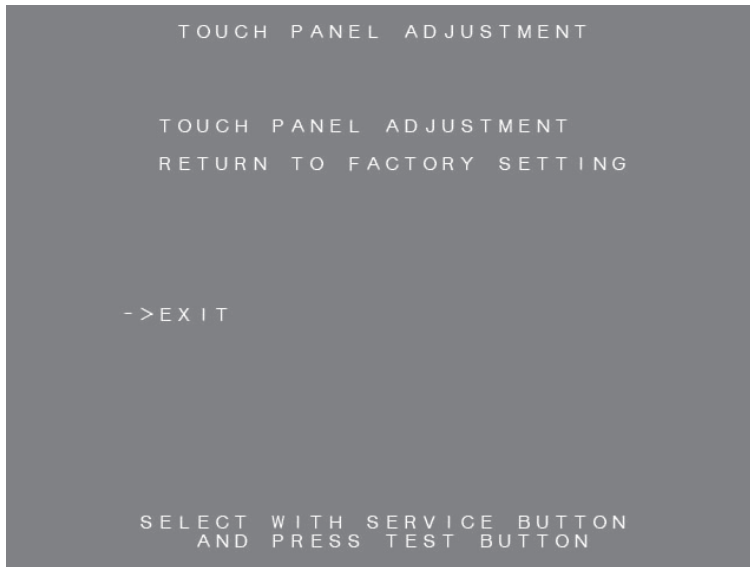 TOUCH PANEL ADJUSTMENT
TOUCH PANEL ADJUSTMENT
RETURN TO FACTORY SETTING
->EXIT
SELECT WITH SERVICE BUTTON
AND PRESS TEST BUTTON